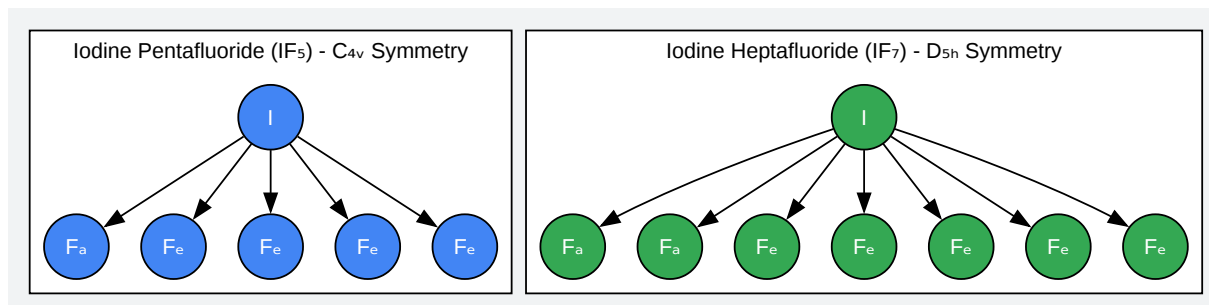 Iodine Pentafluoride (IF₅) - C₄ᵥ Symmetry
I
Fₐ Fₑ Fₑ Fₑ Fₑ
Iodine Heptafluoride (IF₇) - D₅ₕ Symmetry
I
Fₐ Fₐ Fₑ Fₑ Fₑ Fₑ Fₑ